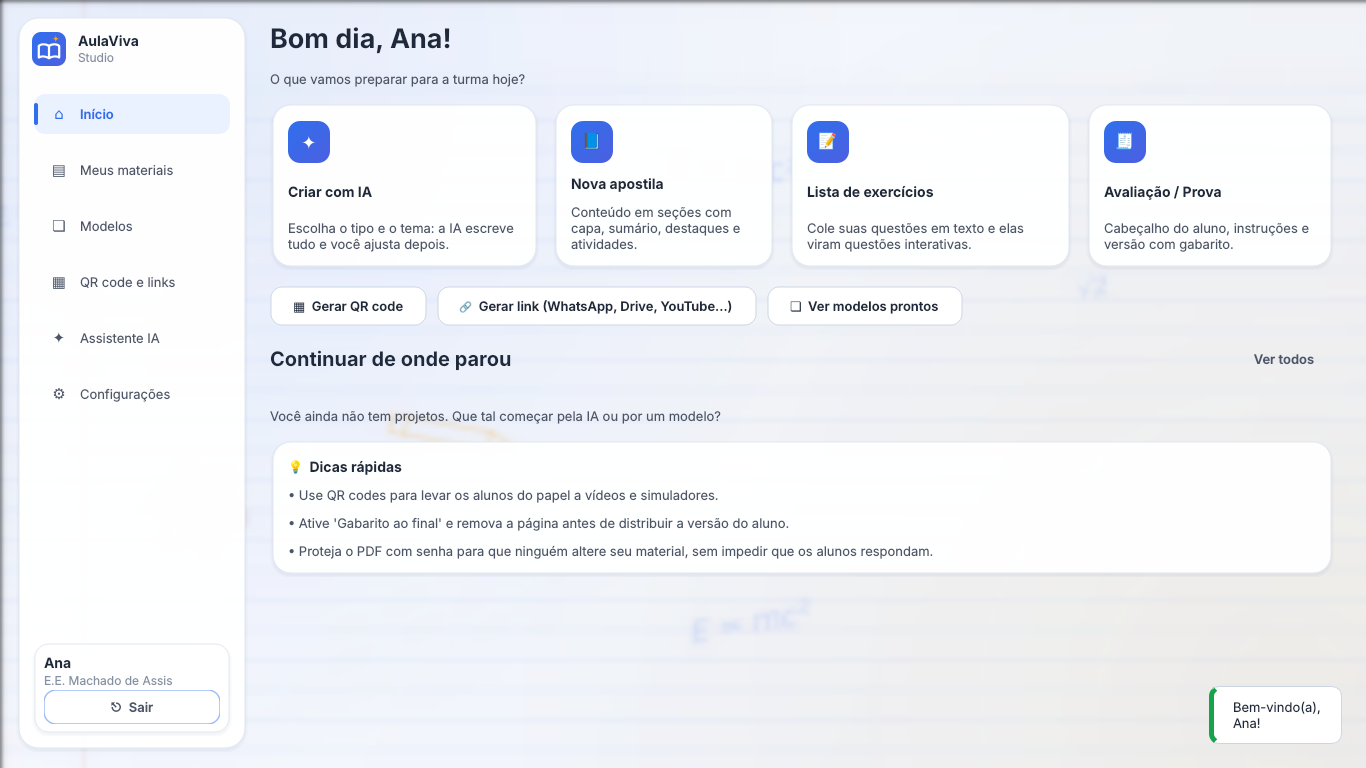 AulaViva
Studio
Início
Meus materiais
Modelos
QR code e links
Assistente IA
Configurações
Ana
E.E. Machado de Assis
Sair
Bom dia, Ana!
O que vamos preparar para a turma hoje?
Criar com IA
Escolha o tipo e o tema: a IA escreve
tudo e você ajusta depois.
Nova apostila
Conteúdo em seções com
capa, sumário, destaques e
atividades.
Lista de exercícios
Cole suas questões em texto e elas
viram questões interativas.
Avaliação / Prova
Cabeçalho do aluno, instruções e
versão com gabarito.
Gerar QR code
Gerar link (WhatsApp, Drive, YouTube...)
Ver modelos prontos
√2
Continuar de onde parou
Ver todos
Você ainda não tem projetos. Que tal começar pela IA ou por um modelo?
Dicas rápidas
• Use QR codes para levar os alunos do papel a vídeos e simuladores.
• Ative 'Gabarito ao final' e remova a página antes de distribuir a versão do aluno.
• Proteja o PDF com senha para que ninguém altere seu material, sem impedir que os alunos respondam.
E = mc²
Bem-vindo(a),
Ana!